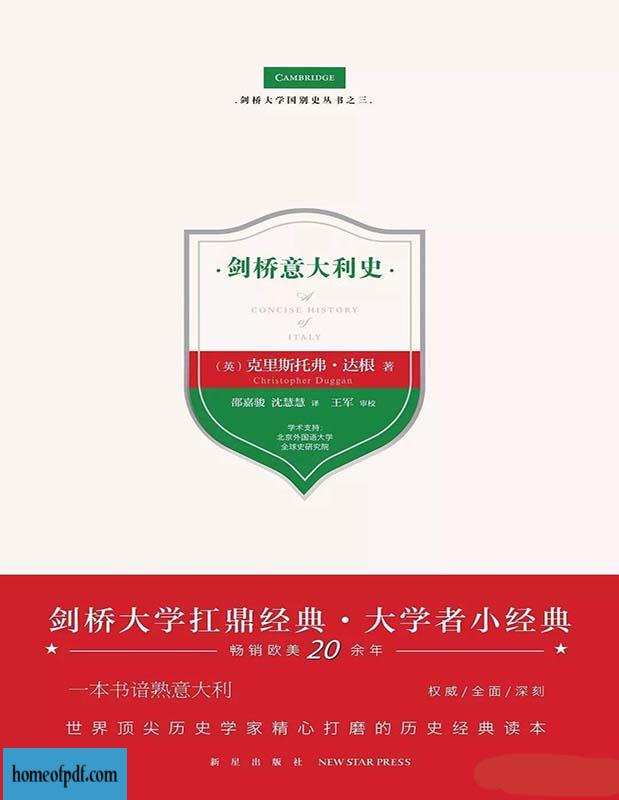 CAMBRIDGE
·剑桥大学国别史丛书之三·
·剑桥意大利史·
A
CONCISE HISTORY
of
ITALY
（英）克里斯托弗·达根 著
Christopher Duggan
邵嘉骏 沈慧慧 译 王军 审校
学术支持：
北京外国语大学
全球史研究院
剑桥大学扛鼎经典·大学者小经典
畅销欧美20余年
一本书谙熟意大利
权威/全面/深刻
世界顶尖历史学家精心打磨的历史经典读本
新星出版社 NEW STAR PRESS
homeofpdf.com